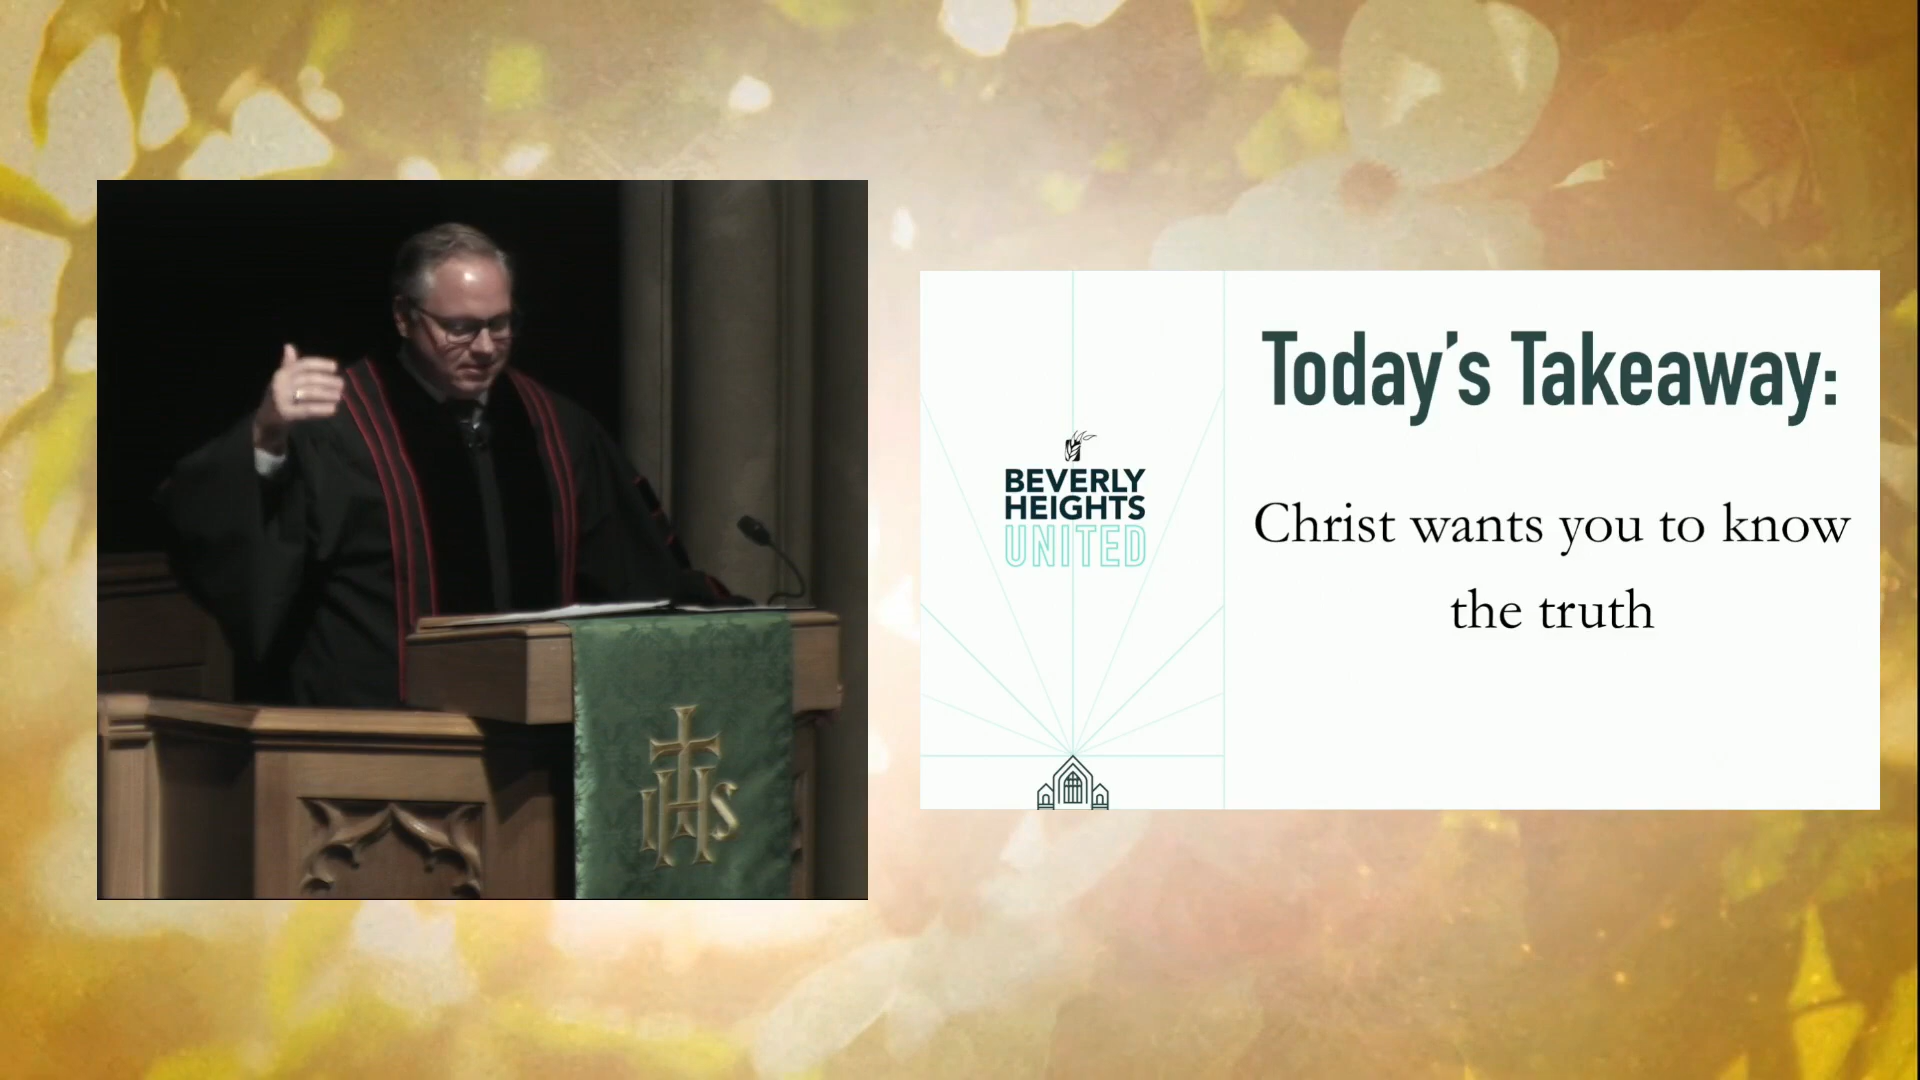 IHS
BEVERLY
HEIGHTS
UNITED
Today's Takeaway:
Christ wants you to know
the truth